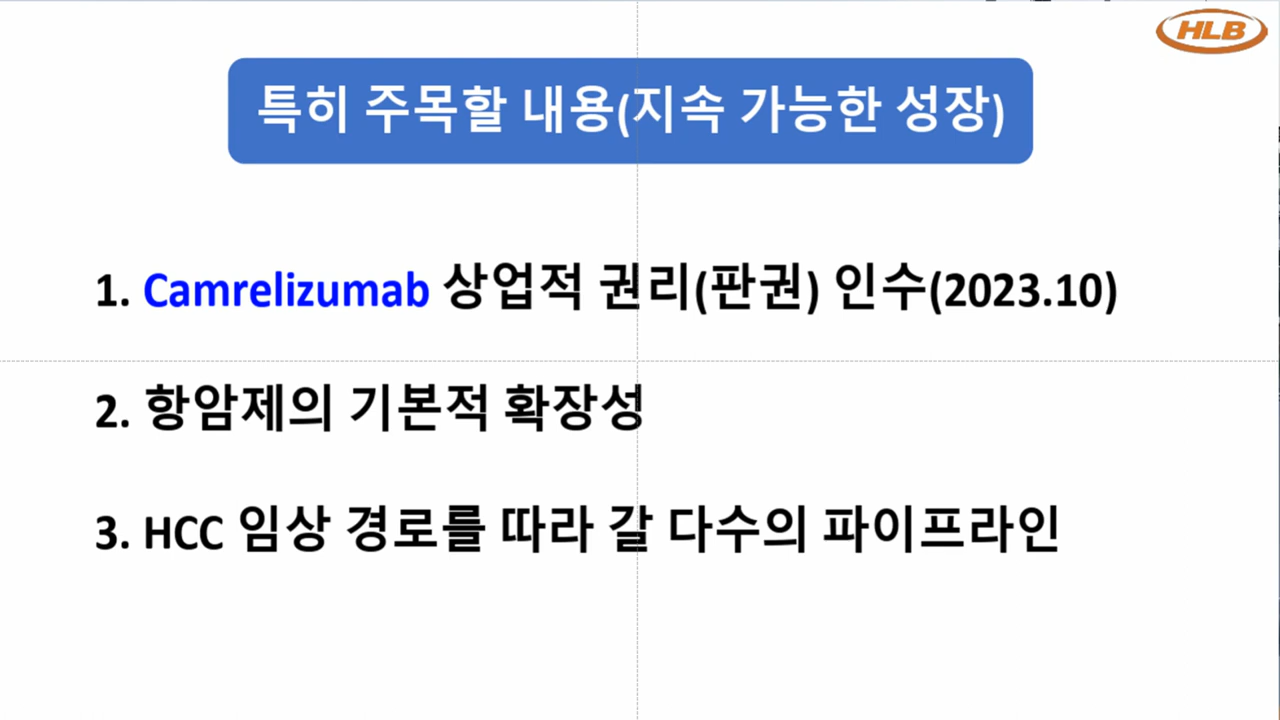 HLB
특히 주목할 내용(지속 가능한 성장)
1. Camrelizumab 상업적 권리(판권) 인수(2023.10)
2. 항암제의 기본적 확장성
3. HCC 임상 경로를 따라 갈 다수의 파이프라인